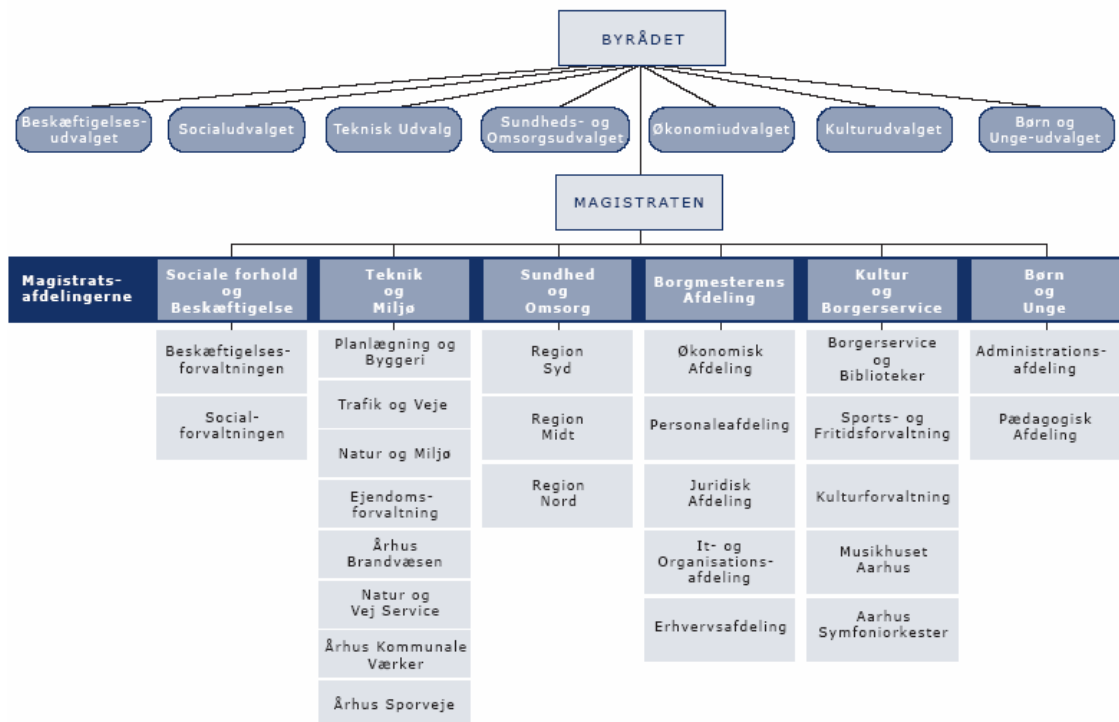 BYRÅDET
Beskæftigelses-
udvalget
Socialudvalget
Teknisk Udvalg
Sundheds- og
Omsorgsudvalget
Økonomiudvalget
Kulturudvalget
Børn og
Unge-udvalget
MAGISTRATEN
Magistrats-
afdelingerne
Sociale forhold
og
Beskæftigelse
Teknik
og
Miljø
Sundhed
og
Omsorg
Borgmesterens
Afdeling
Kultur
og
Borgerservice
Børn
og
Unge
Beskæftigelses-
forvaltningen
Social-
forvaltningen
Planlægning og
Byggeri
Trafik og Veje
Natur og Miljø
Ejendoms-
forvaltning
Århus
Brandvæsen
Natur og
Vej Service
Århus Kommunale
Værker
Århus Sporveje
Region
Syd
Region
Midt
Region
Nord
Økonomisk
Afdeling
Personaleafdeling
Juridisk
Afdeling
It- og
Organisations-
afdeling
Erhvervsafdeling
Borgerservice
og
Biblioteker
Sports- og
Fritidsforvaltning
Kulturforvaltning
Musikhuset
Aarhus
Aarhus
Symfoniorkester
Administrations-
afdeling
Pædagogisk
Afdeling